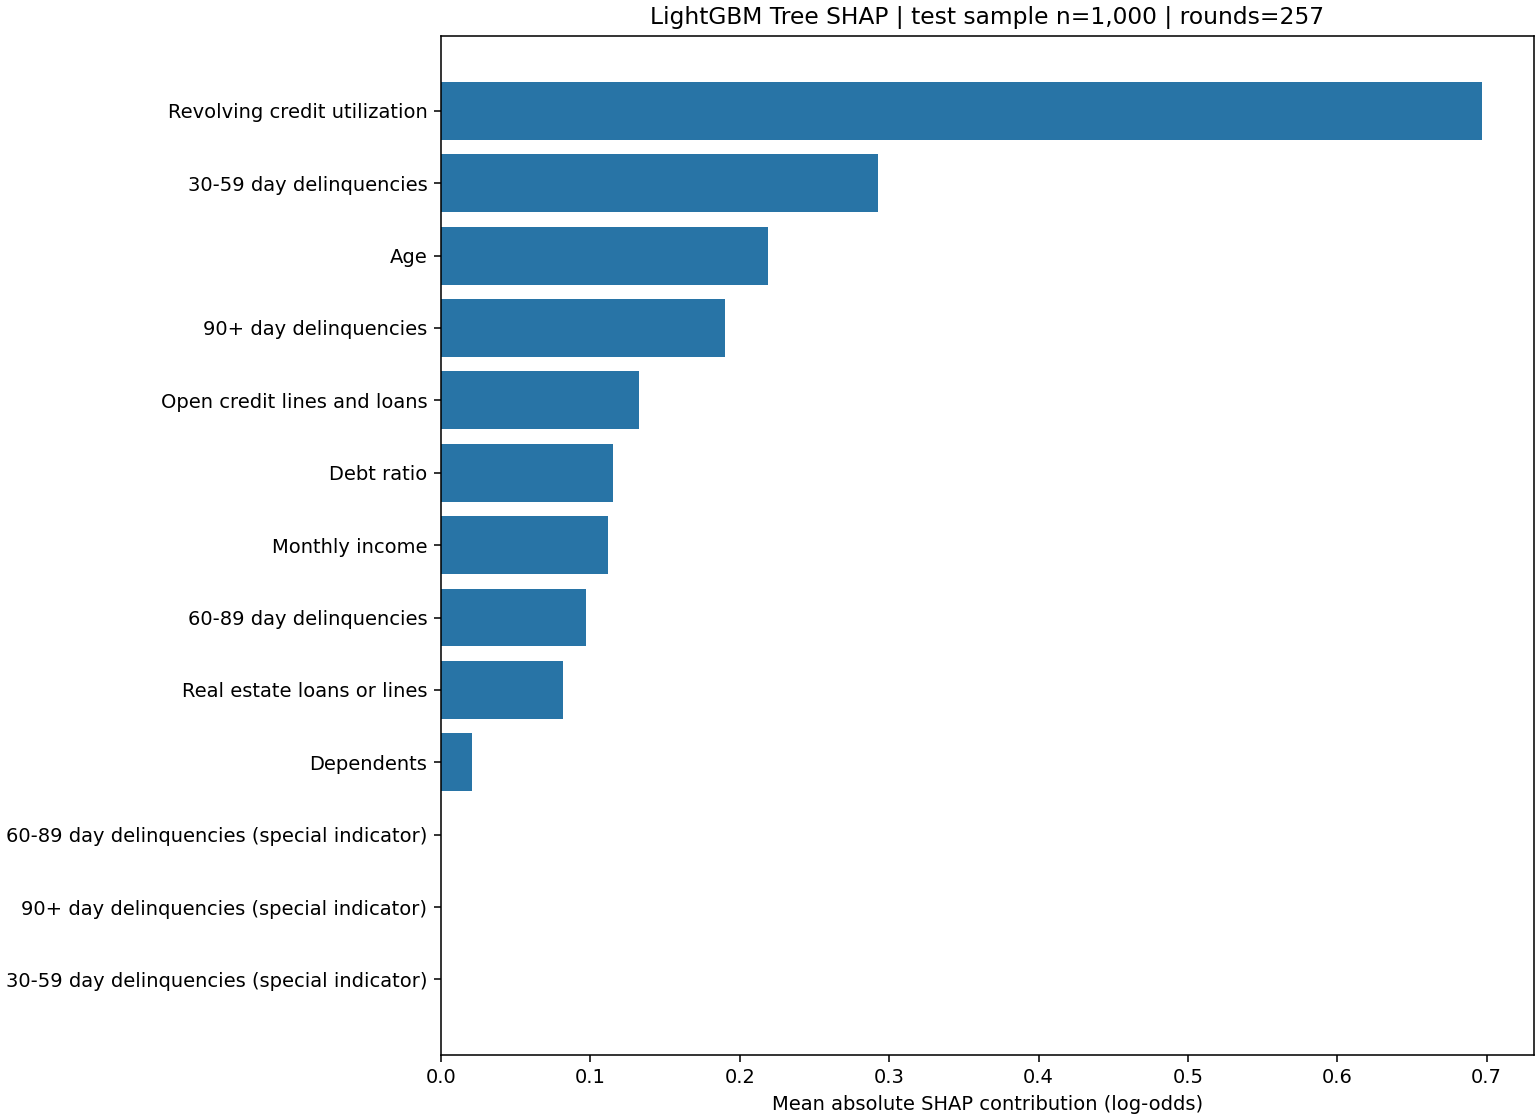 LightGBM Tree SHAP | test sample n=1,000 | rounds=257
Revolving credit utilization
30-59 day delinquencies
Age
90+ day delinquencies
Open credit lines and loans
Debt ratio
Monthly income
60-89 day delinquencies
Real estate loans or lines
Dependents
60-89 day delinquencies (special indicator)
90+ day delinquencies (special indicator)
30-59 day delinquencies (special indicator)
0.0 0.1 0.2 0.3 0.4 0.5 0.6 0.7
Mean absolute SHAP contribution (log-odds)